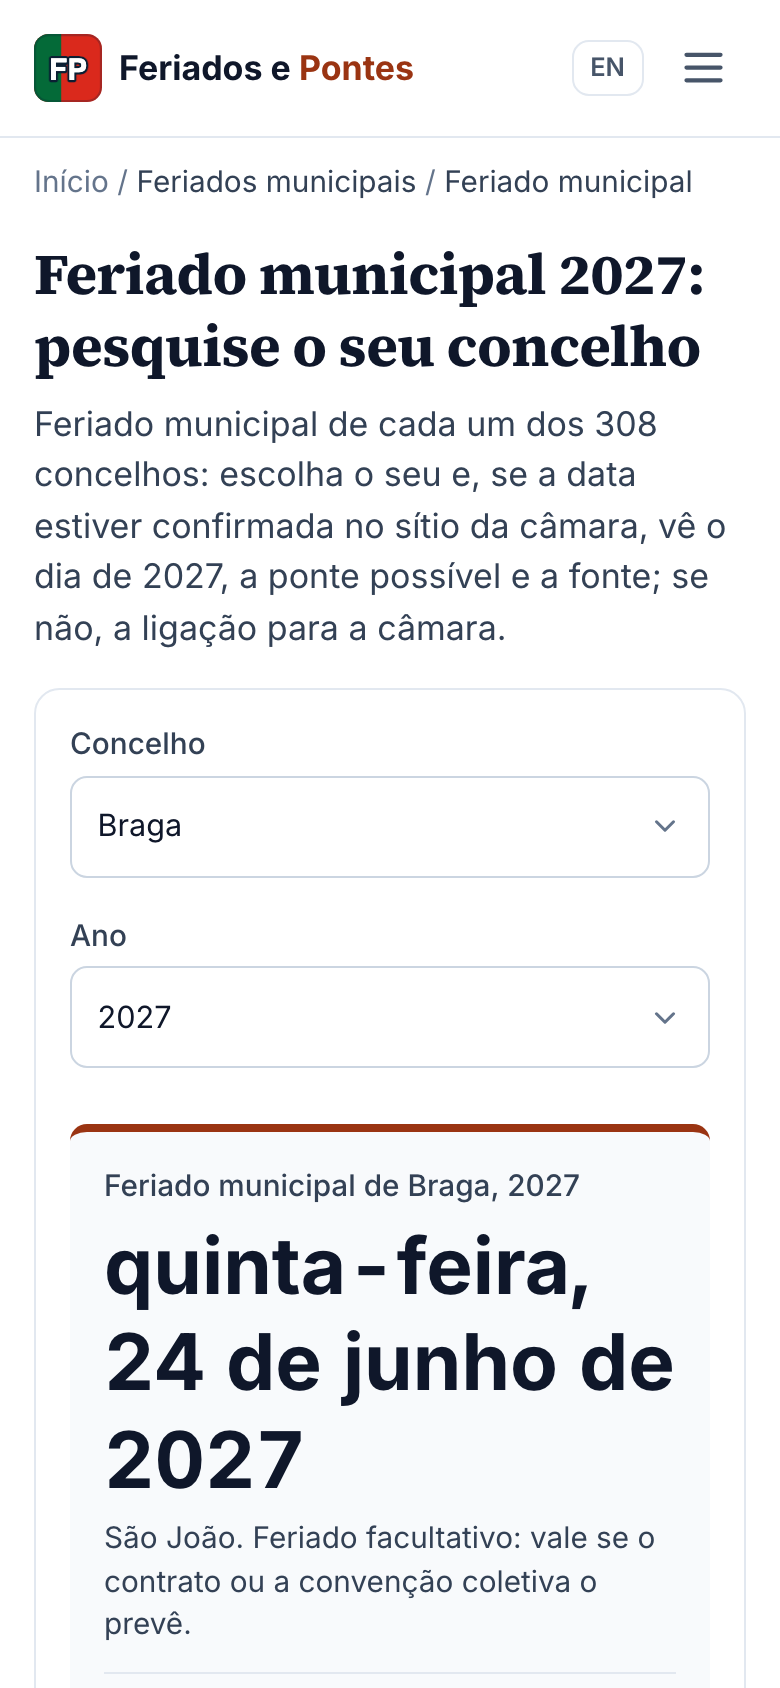 FP Feriados e Pontes EN
Início / Feriados municipais / Feriado municipal
Feriado municipal 2027:
pesquise o seu concelho
Feriado municipal de cada um dos 308
concelhos: escolha o seu e, se a data
estiver confirmada no sítio da câmara, vê o
dia de 2027, a ponte possível e a fonte; se
não, a ligação para a câmara.
Concelho
Braga
Ano
2027
Feriado municipal de Braga, 2027
quinta-feira,
24 de junho de
2027
São João. Feriado facultativo: vale se o
contrato ou a convenção coletiva o
prevê.